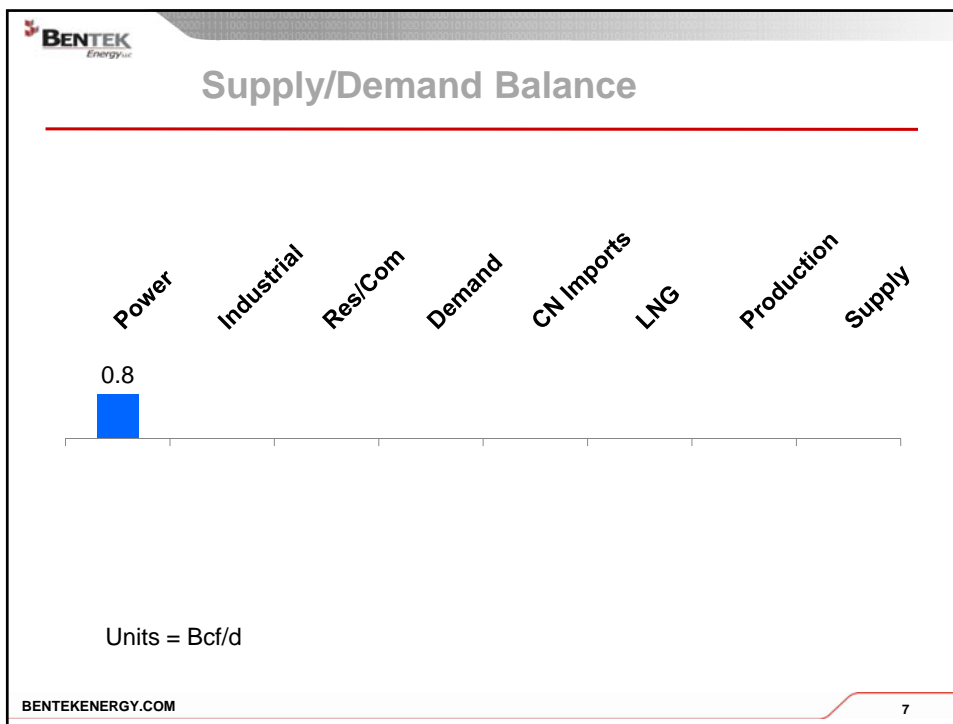 BENTEK
Energy LLC
Supply/Demand Balance
Power
Industrial
Res/Com
Demand
CN Imports
LNG
Production
Supply
0.8
Units = Bcf/d
BENTEKENERGY.COM
7